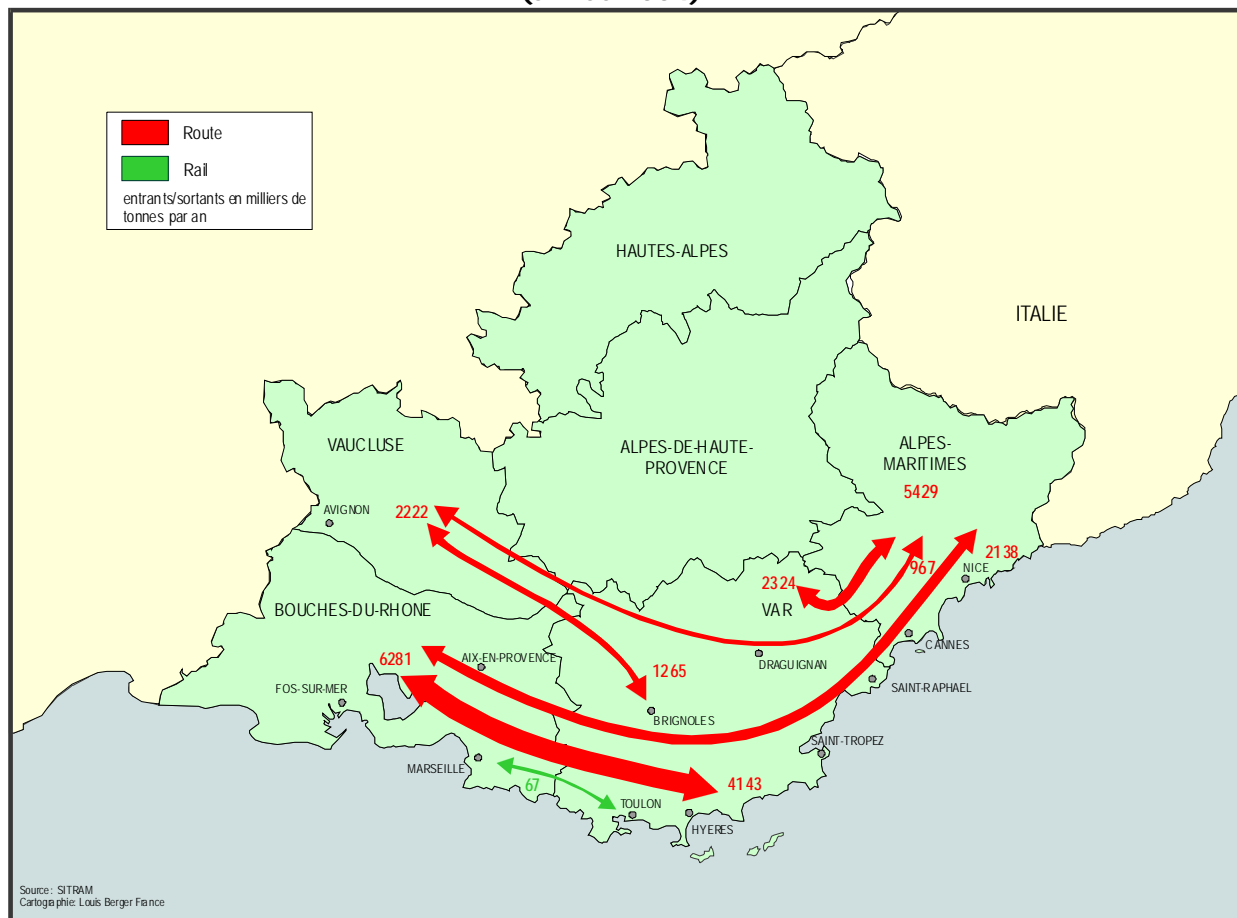 Route
Rail
entrants/sortants en milliers de
tonnes par an
HAUTES-ALPES
ITALIE
VAUCLUSE
ALPES-DE-HAUTE-
PROVENCE
ALPES-
MARITIMES
5429
AVIGNON
2222
2138
967
NICE
2324
VAR
BOUCHES-DU-RHONE
CANNES
6281
AIX-EN-PROVENCE
1265
DRAGUIGNAN
SAINT-RAPHAEL
FOS-SUR-MER
BRIGNOLES
SAINT-TROPEZ
MARSEILLE
67
4143
TOULON
HYERES
Source: SITRAM
Cartographie: Louis Berger France